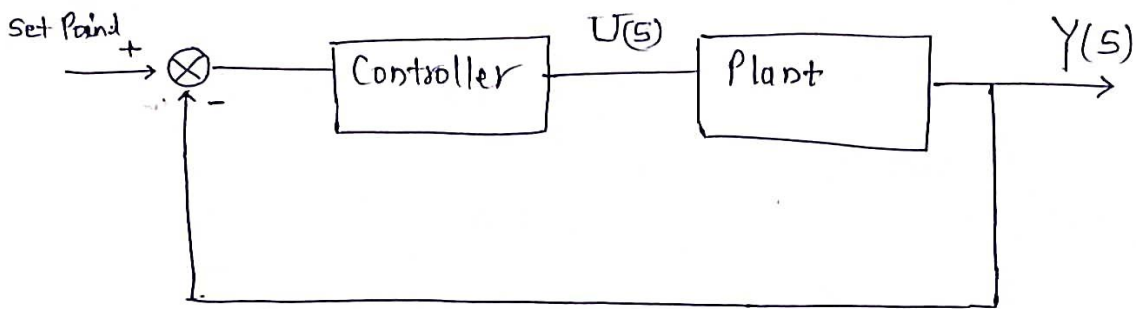 Set Point
+
U(S)
Y(S)
Controller
Plant
-